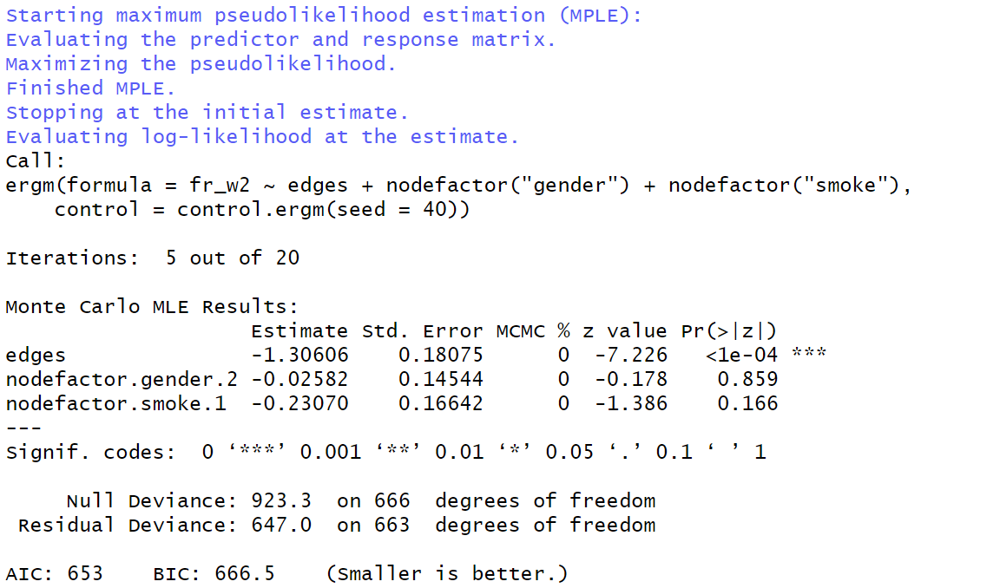 Starting maximum pseudolikelihood estimation (MPLE):
Evaluating the predictor and response matrix.
Maximizing the pseudolikelihood.
Finished MPLE.
Stopping at the initial estimate.
Evaluating log-likelihood at the estimate.
Call:
ergm(formula = fr_w2 ~ edges + nodefactor("gender") + nodefactor("smoke"),
    control = control.ergm(seed = 40))
Iterations:  5 out of 20
Monte Carlo MLE Results:
                    Estimate Std. Error MCMC % z value Pr(>|z|)
edges               -1.30606    0.18075      0  -7.226   <1e-04 ***
nodefactor.gender.2 -0.02582    0.14544      0  -0.178    0.859
nodefactor.smoke.1  -0.23070    0.16642      0  -1.386    0.166
---
Signif. codes:  0 ‘***’ 0.001 ‘**’ 0.01 ‘*’ 0.05 ‘.’ 0.1 ‘ ’ 1
     Null Deviance: 923.3  on 666  degrees of freedom
 Residual Deviance: 647.0  on 663  degrees of freedom
AIC: 653    BIC: 666.5    (Smaller is better.)